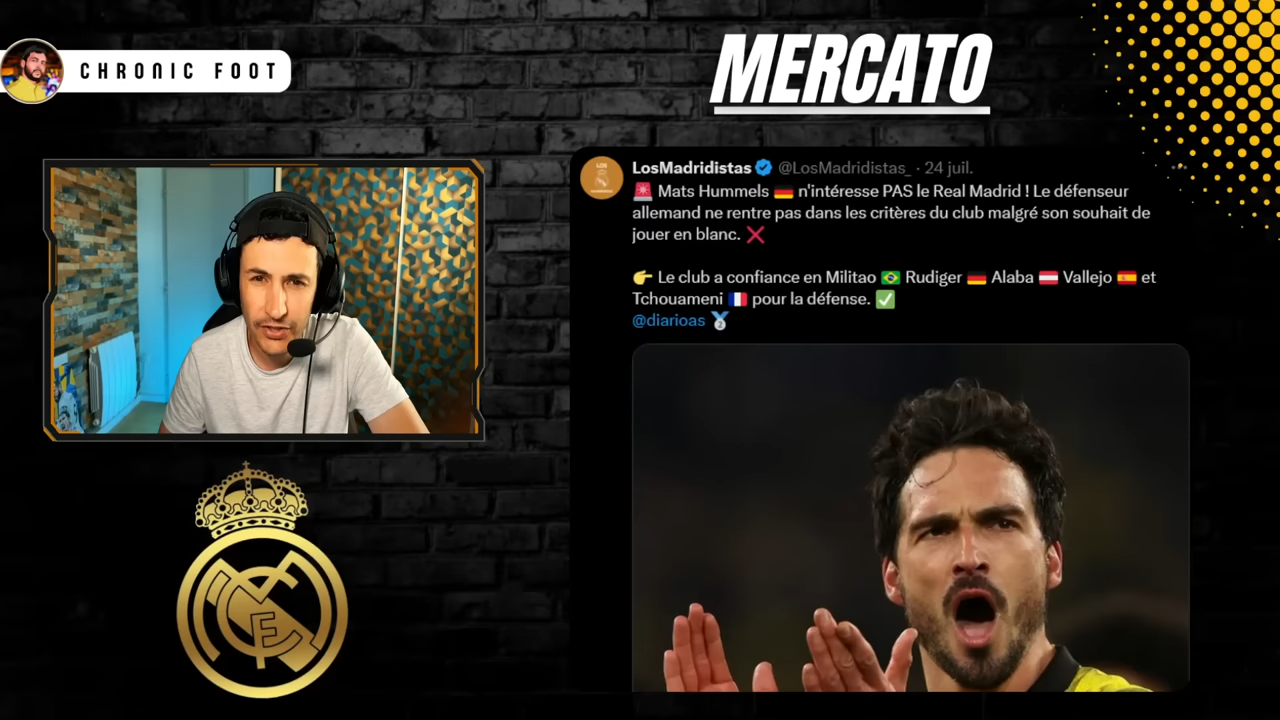 CHRONIC FOOT
MERCATO
LosMadridistas @LosMadridistas_ · 24 juil.
🚨 Mats Hummels 🇩🇪 n'intéresse PAS le Real Madrid ! Le défenseur
allemand ne rentre pas dans les critères du club malgré son souhait de
jouer en blanc. ❌
👉 Le club a confiance en Militao 🇧🇷 Rudiger 🇩🇪 Alaba 🇦🇹 Vallejo 🇪🇸 et
Tchouameni 🇫🇷 pour la défense. ✅
@diarioas 🥈